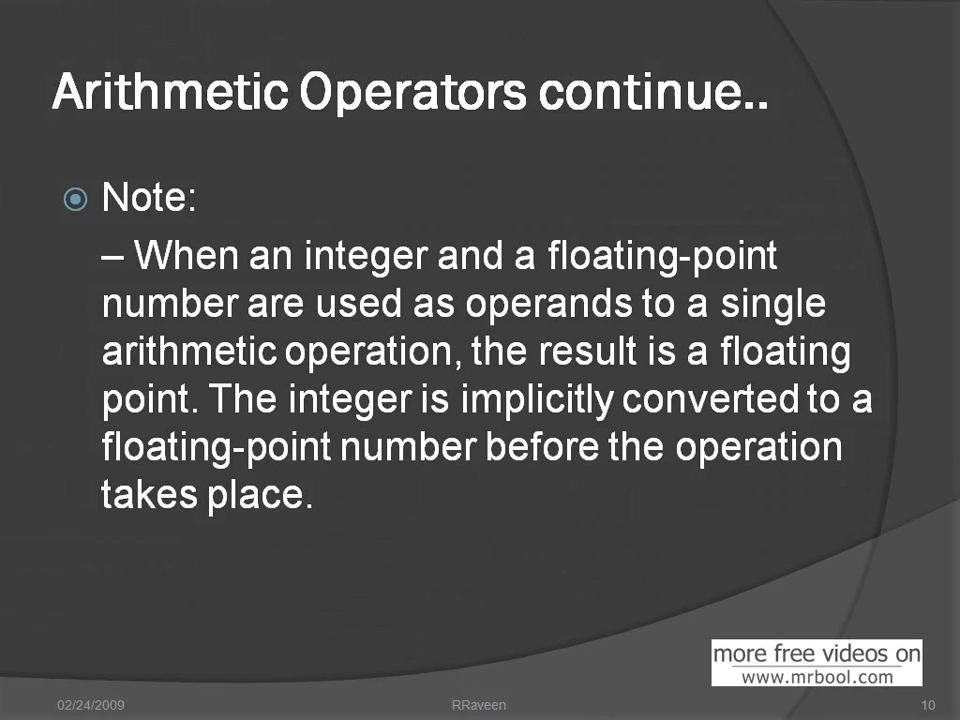 Arithmetic Operators continue..
Note:
– When an integer and a floating-point
number are used as operands to a single
arithmetic operation, the result is a floating
point. The integer is implicitly converted to a
floating-point number before the operation
takes place.
more free videos on
www.mrbool.com
02/24/2009 RRaveen 10